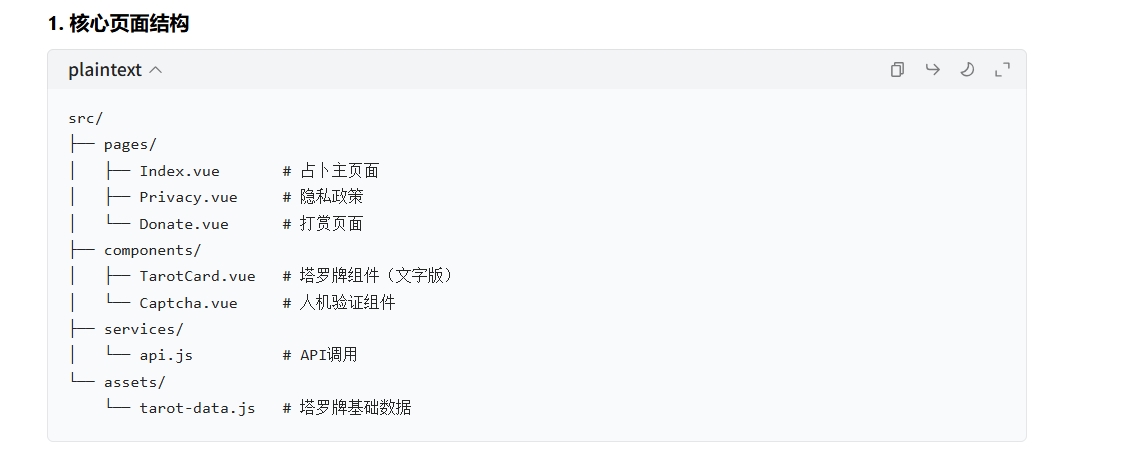 1. 核心页面结构
plaintext
src/
├── pages/
│   ├── Index.vue       # 占卜主页面
│   ├── Privacy.vue     # 隐私政策
│   └── Donate.vue      # 打赏页面
├── components/
│   ├── TarotCard.vue   # 塔罗牌组件（文字版）
│   └── Captcha.vue     # 人机验证组件
├── services/
│   └── api.js          # API调用
└── assets/
    └── tarot-data.js   # 塔罗牌基础数据